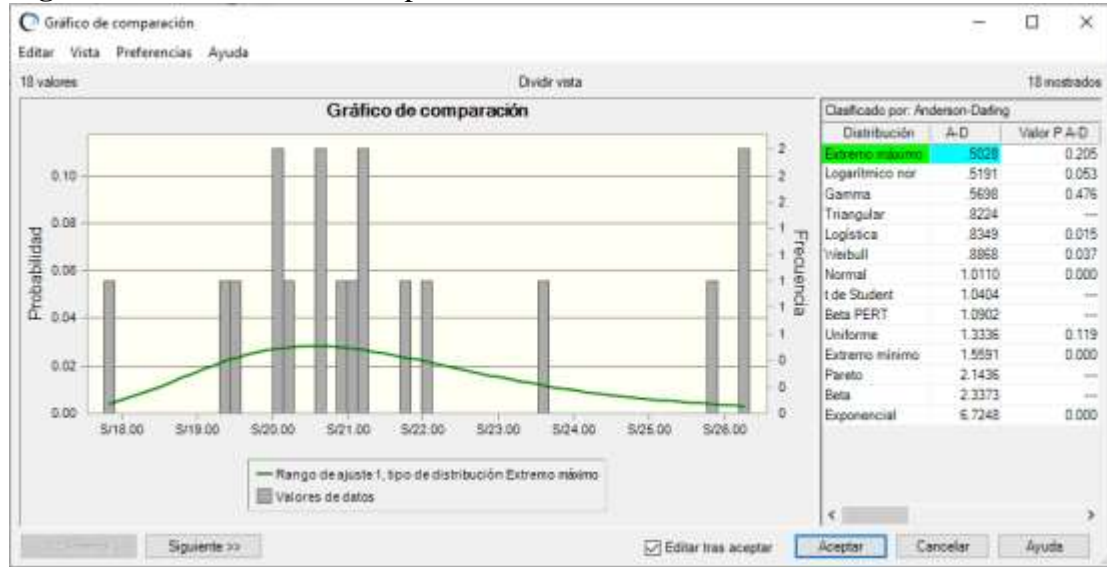 Gráfico de comparación
Editar Vista Preferencias Ayuda
18 valores Dividir vista 18 mostrados
Gráfico de comparación
Probabilidad
0.10
0.08
0.06
0.04
0.02
0.00
S/18.00 S/19.00 S/20.00 S/21.00 S/22.00 S/23.00 S/24.00 S/25.00 S/26.00
2
2
2
1
1
1
1
1
0
0
0
Frecuencia
Rango de ajuste 1, tipo de distribución Extremo máximo
Valores de datos
Clasificado por: Anderson-Darling
Distribución A-D Valor P A-D
Extremo máximo .5028 0.205
Logarítmico nor .5191 0.053
Gamma .5698 0.476
Triangular .8224 ---
Logística .8349 0.015
Weibull .8868 0.037
Normal 1.0110 0.000
t de Student 1.0404 ---
Beta PERT 1.0902 ---
Uniforme 1.3336 0.119
Extremo mínimo 1.5591 0.000
Pareto 2.1436 ---
Beta 2.3373 ---
Exponencial 6.7248 0.000
Siguiente >> Editar tras aceptar Aceptar Cancelar Ayuda